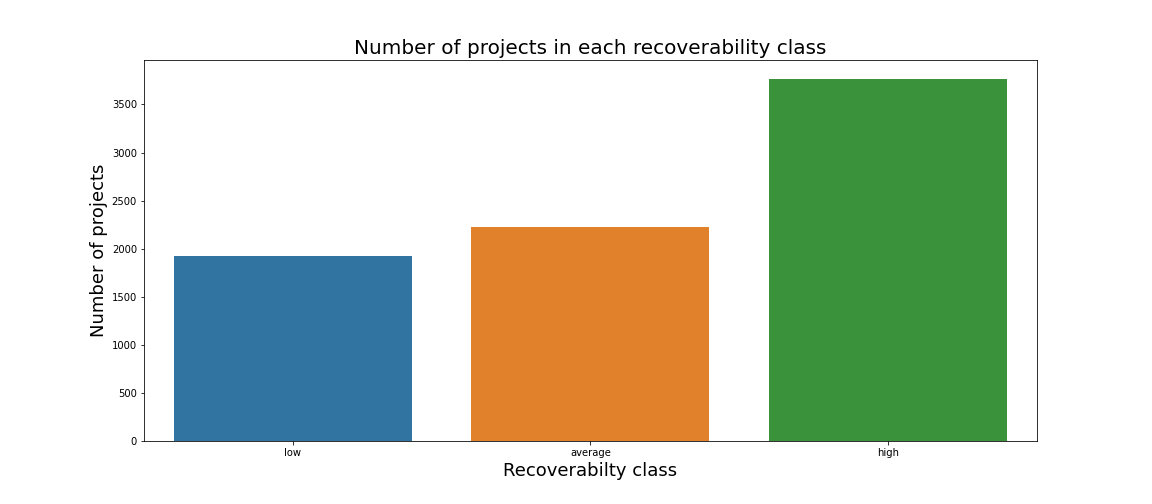 Number of projects in each recoverability class
Number of projects
3500
3000
2500
2000
1500
1000
500
0
low average high
Recoverabilty class